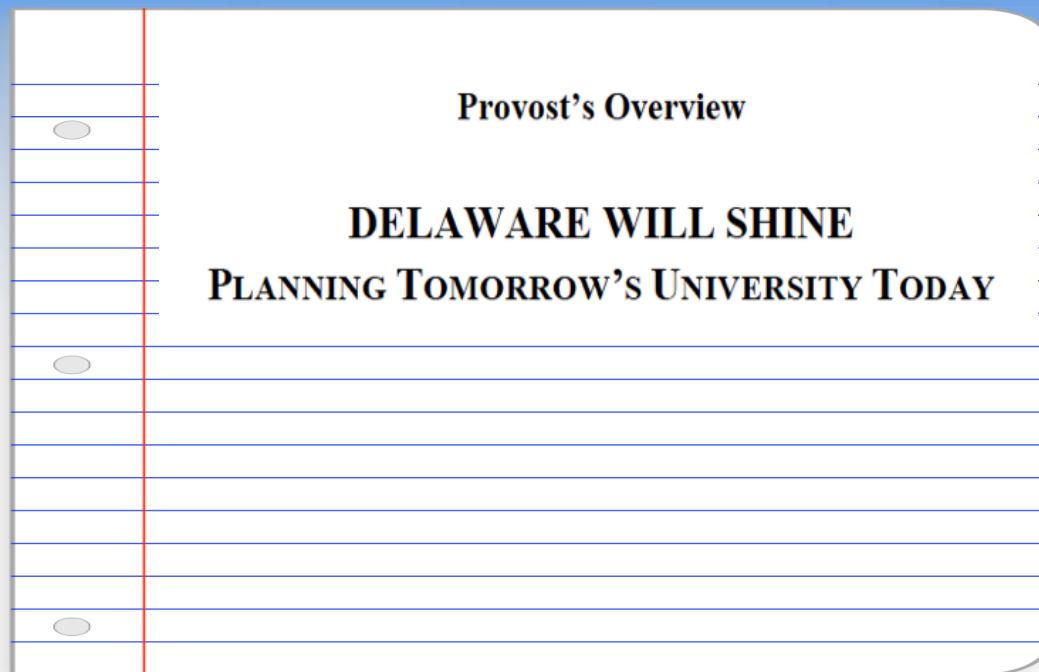 Provost’s Overview
DELAWARE WILL SHINE
PLANNING TOMORROW’S UNIVERSITY TODAY